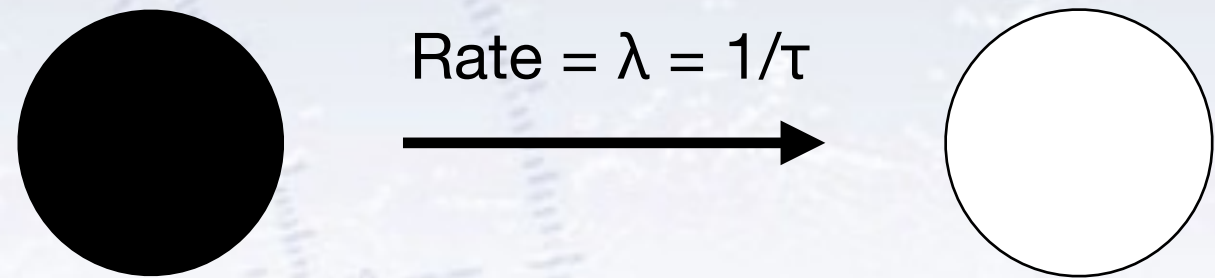 Rate = λ = 1/τ